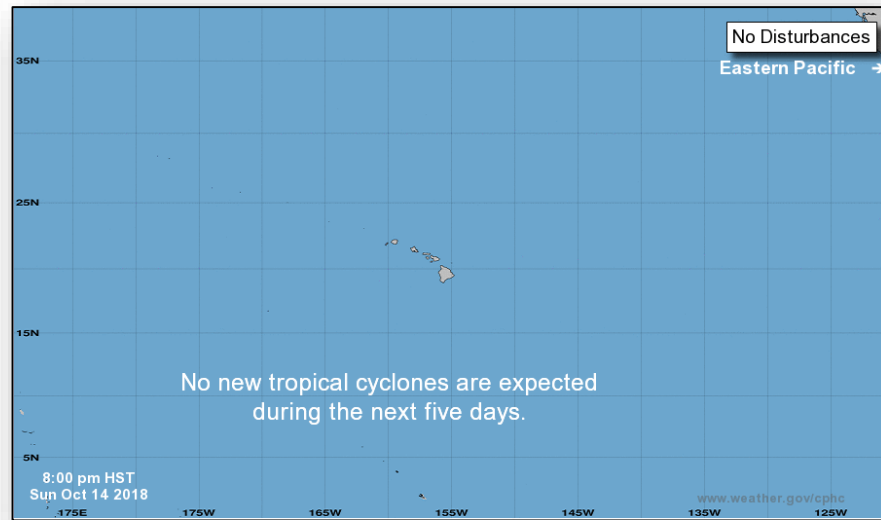 No Disturbances
Eastern Pacific →
35N
25N
15N
No new tropical cyclones are expected
during the next five days.
5N
8:00 pm HST
Sun Oct 14 2018
www.weather.gov/cphc
175E 175W 165W 155W 145W 135W 125W